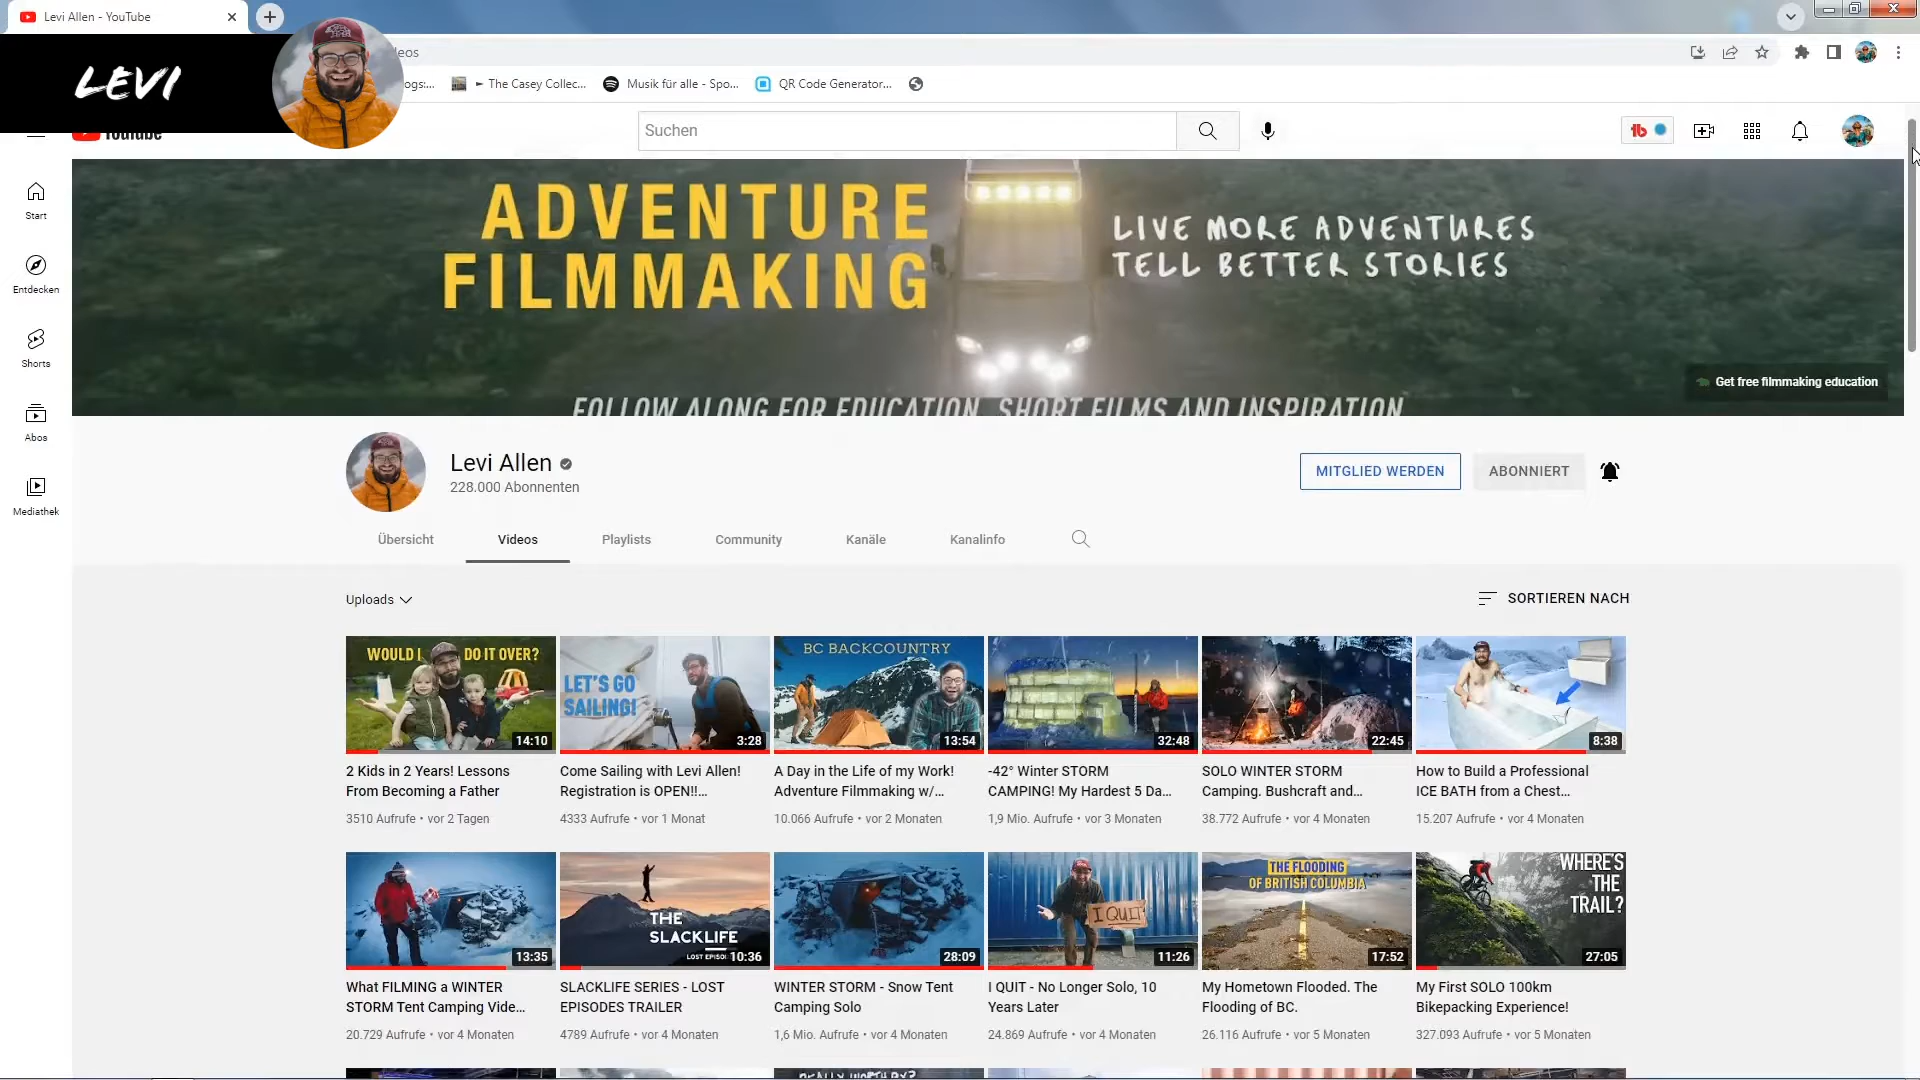 Levi Allen - YouTube
LEVI
eos
ogs:...
► The Casey Collec...
Musik für alle - Spo...
QR Code Generator...
YouTube
Suchen
Start
Entdecken
Shorts
Abos
Mediathek
ADVENTURE
FILMMAKING
LIVE MORE ADVENTURES
TELL BETTER STORIES
Get free filmmaking education
FOLLOW ALONG FOR EDUCATION, SHORT FILMS AND INSPIRATION
Levi Allen
228.000 Abonnenten
MITGLIED WERDEN
ABONNIERT
Übersicht
Videos
Playlists
Community
Kanäle
Kanalinfo
Uploads
SORTIEREN NACH
WOULD I DO IT OVER?
14:10
2 Kids in 2 Years! Lessons
From Becoming a Father
3510 Aufrufe • vor 2 Tagen
LET'S GO
SAILING!
3:28
Come Sailing with Levi Allen!
Registration is OPEN!!...
4333 Aufrufe • vor 1 Monat
BC BACKCOUNTRY
13:54
A Day in the Life of my Work!
Adventure Filmmaking w/...
10.066 Aufrufe • vor 2 Monaten
32:48
-42° Winter STORM
CAMPING! My Hardest 5 Da...
1,9 Mio. Aufrufe • vor 3 Monaten
22:45
SOLO WINTER STORM
Camping. Bushcraft and...
38.772 Aufrufe • vor 4 Monaten
8:38
How to Build a Professional
ICE BATH from a Chest...
15.207 Aufrufe • vor 4 Monaten
13:35
What FILMING a WINTER
STORM Tent Camping Vide...
20.729 Aufrufe • vor 4 Monaten
THE
SLACKLIFE
LOST EPISO
10:36
SLACKLIFE SERIES - LOST
EPISODES TRAILER
4789 Aufrufe • vor 4 Monaten
28:09
WINTER STORM - Snow Tent
Camping Solo
1,6 Mio. Aufrufe • vor 4 Monaten
I QUIT
11:26
I QUIT - No Longer Solo, 10
Years Later
24.869 Aufrufe • vor 4 Monaten
THE FLOODING
OF BRITISH COLUMBIA
17:52
My Hometown Flooded. The
Flooding of BC.
26.116 Aufrufe • vor 5 Monaten
WHERE'S
THE
TRAIL?
27:05
My First SOLO 100km
Bikepacking Experience!
327.093 Aufrufe • vor 5 Monaten